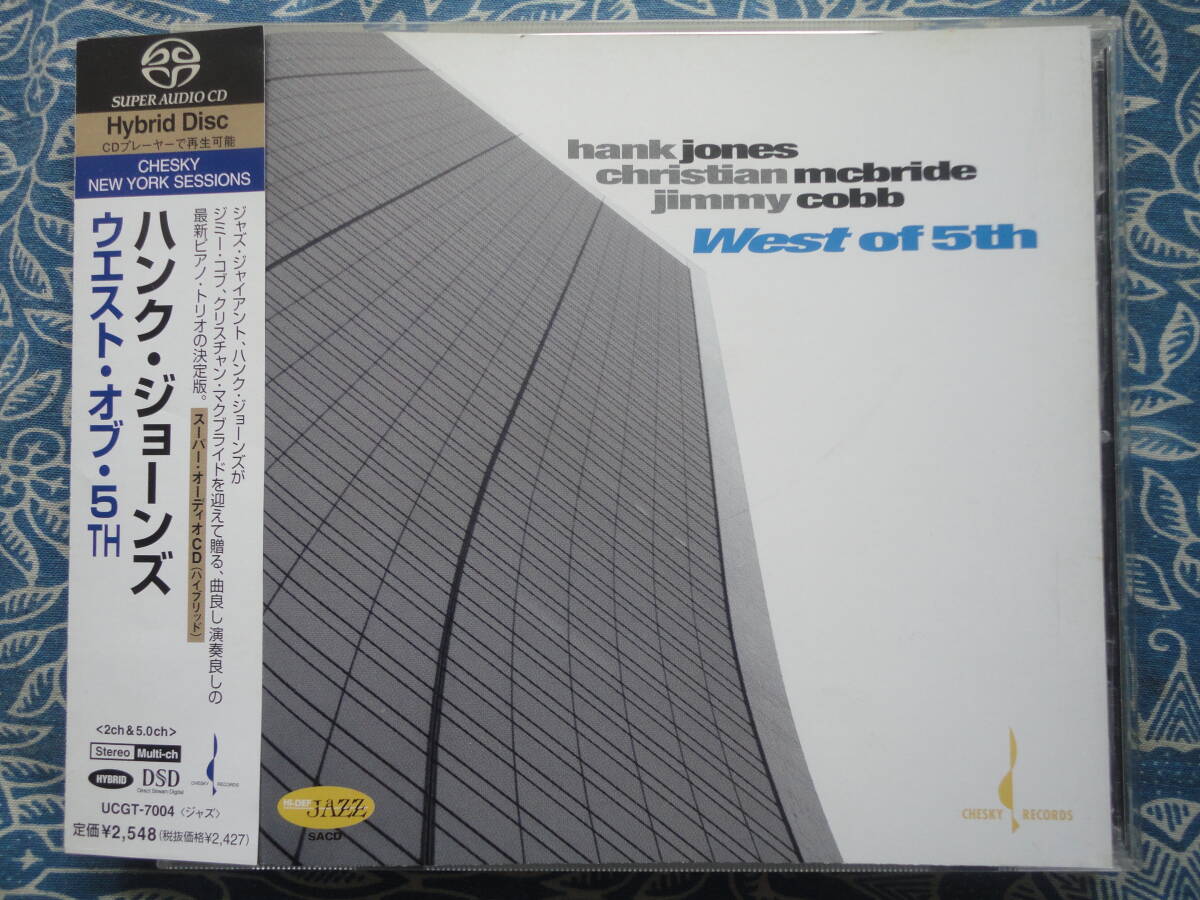 SUPER AUDIO CD
Hybrid Disc
CDプレーヤーで再生可能
CHESKY
NEW YORK SESSIONS
ハンク・ジョーンズ
ウエスト・オブ・5TH
ジャズ・ジャイアント、ハンク・ジョーンズが
ジミー・コブ、クリスチャン・マクブライドを迎えて贈る、曲良し演奏良しの
最新ピアノ・トリオの決定版。
スーパー・オーディオCD(ハイブリッド)
<2ch&5.0ch>
Stereo Multi-ch
HYBRID
DSD
Direct Stream Digital
CHESKY RECORDS
UCGT-7004〈ジャズ〉
定価¥2,548(税抜価格¥2,427)
hank jones
christian mcbride
jimmy cobb
West of 5th
HI-DEF JAZZ
SACD
CHESKY RECORDS